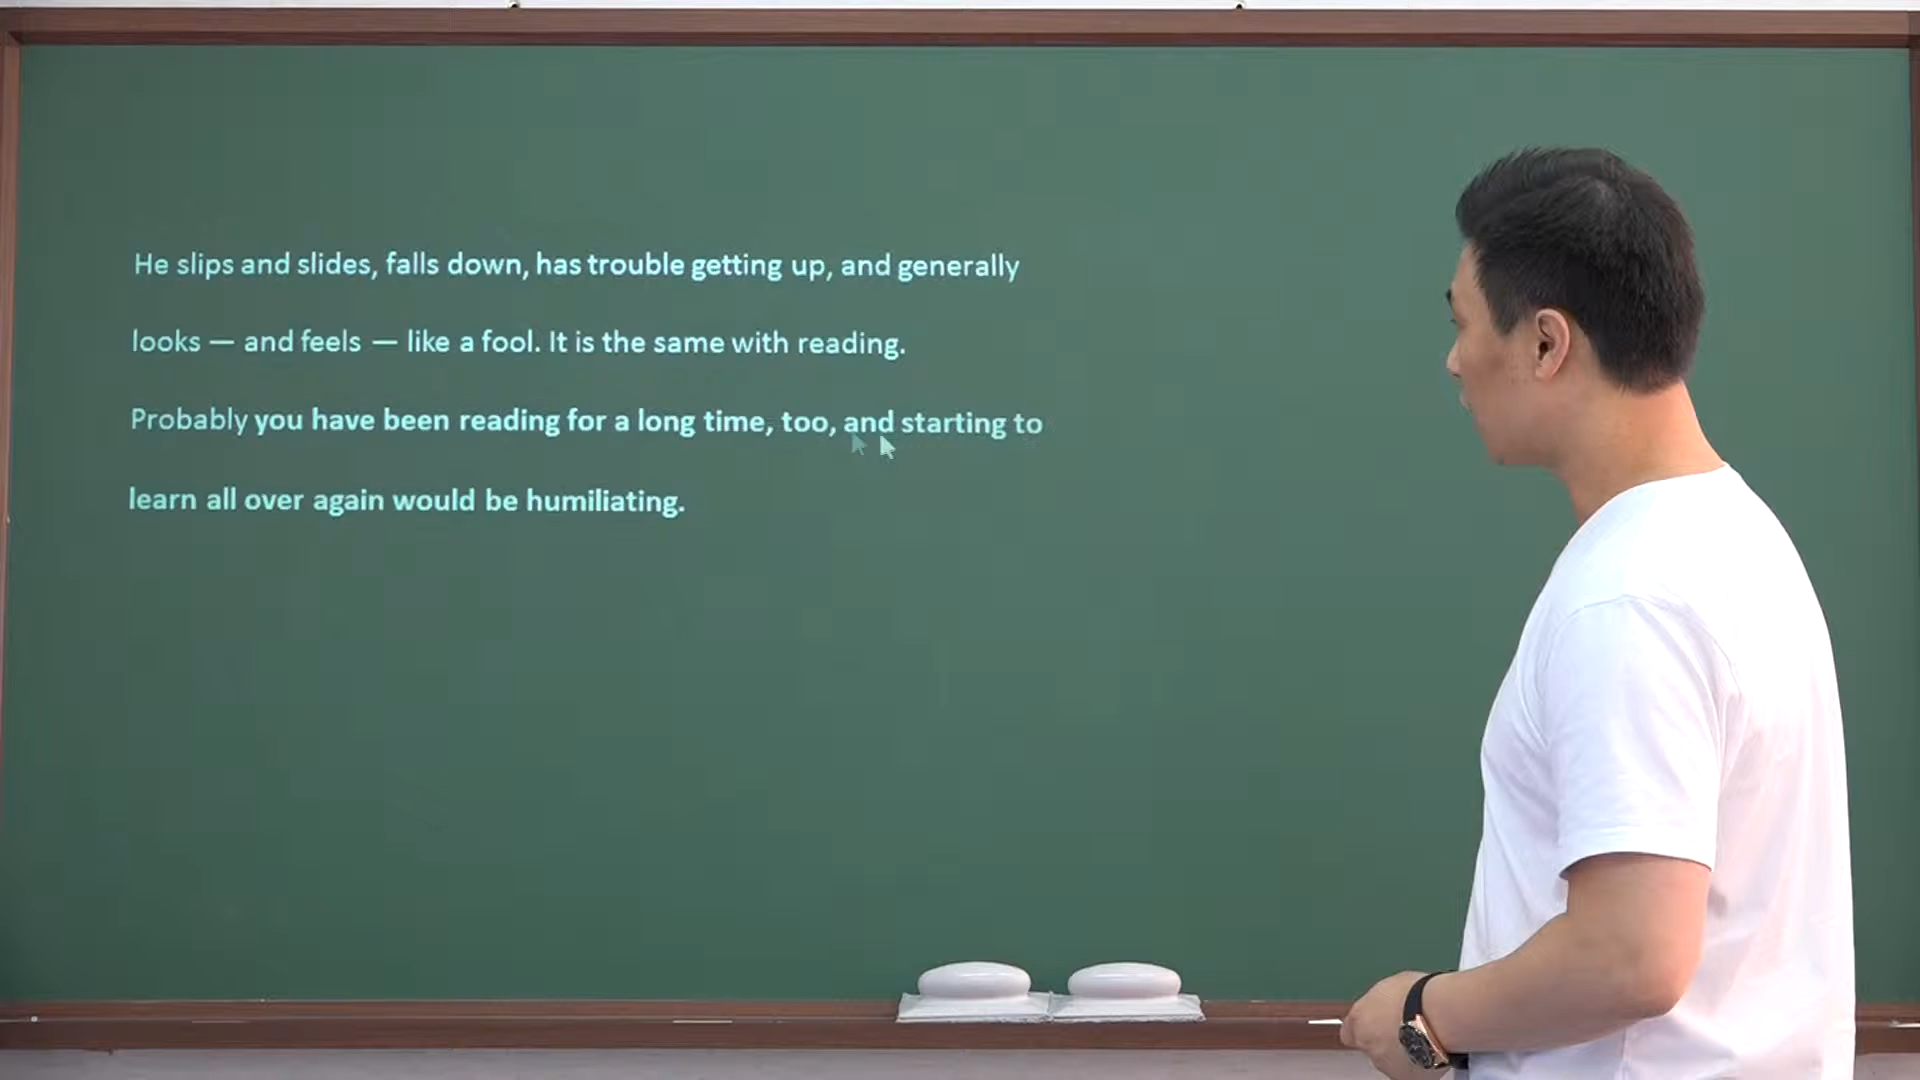 He slips and slides, falls down, has trouble getting up, and generally
looks — and feels — like a fool. It is the same with reading.
Probably you have been reading for a long time, too, and starting to
learn all over again would be humiliating.